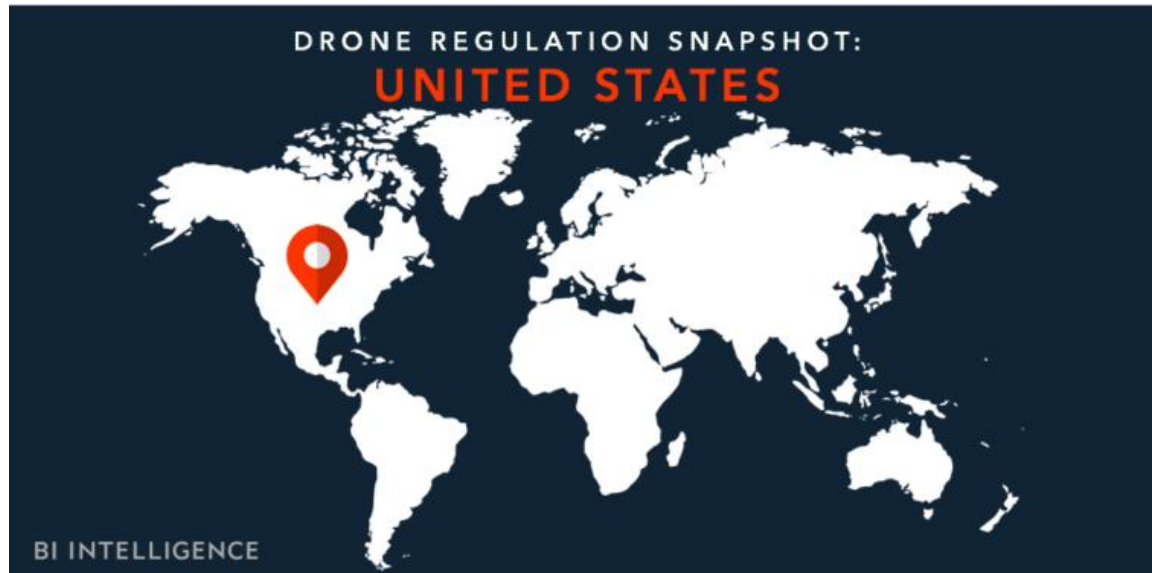 DRONE REGULATION SNAPSHOT:
UNITED STATES
BI INTELLIGENCE